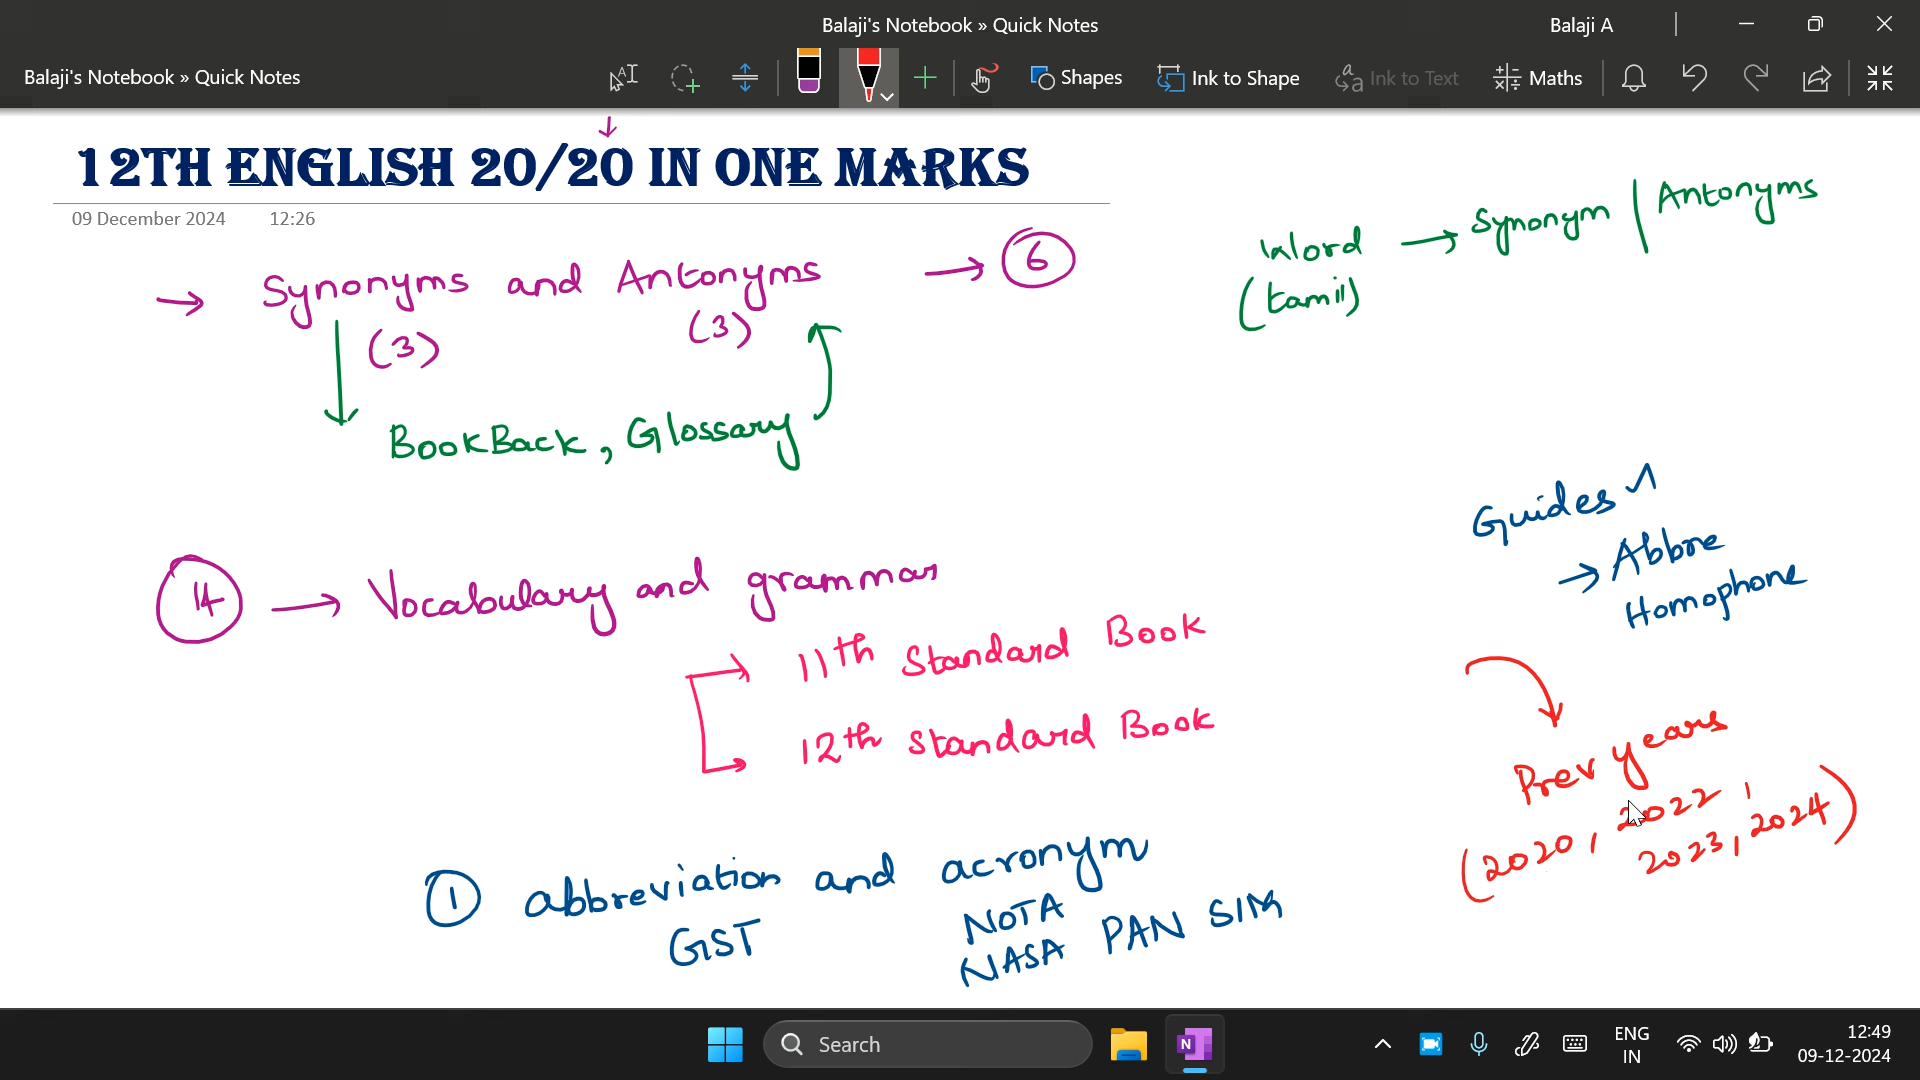 Balaji's Notebook » Quick Notes
Balaji A
Balaji's Notebook » Quick Notes
Shapes
Ink to Shape
Ink to Text
Maths
12TH ENGLISH 20/20 IN ONE MARKS
09 December 2024 12:26
→ Synonyms and Antonyms → 6
(3) (3)
BookBack, Glossary
Word → Synonym | Antonyms
(tamil)
Guides
→ Abbre
Homophone
14 → Vocabulary and grammar
11th Standard Book
12th Standard Book
Prev years
(2020, 2022,
2023, 2024)
1 abbreviation and acronym
GST
NOTA
NASA PAN SIM
Search
ENG
IN
12:49
09-12-2024